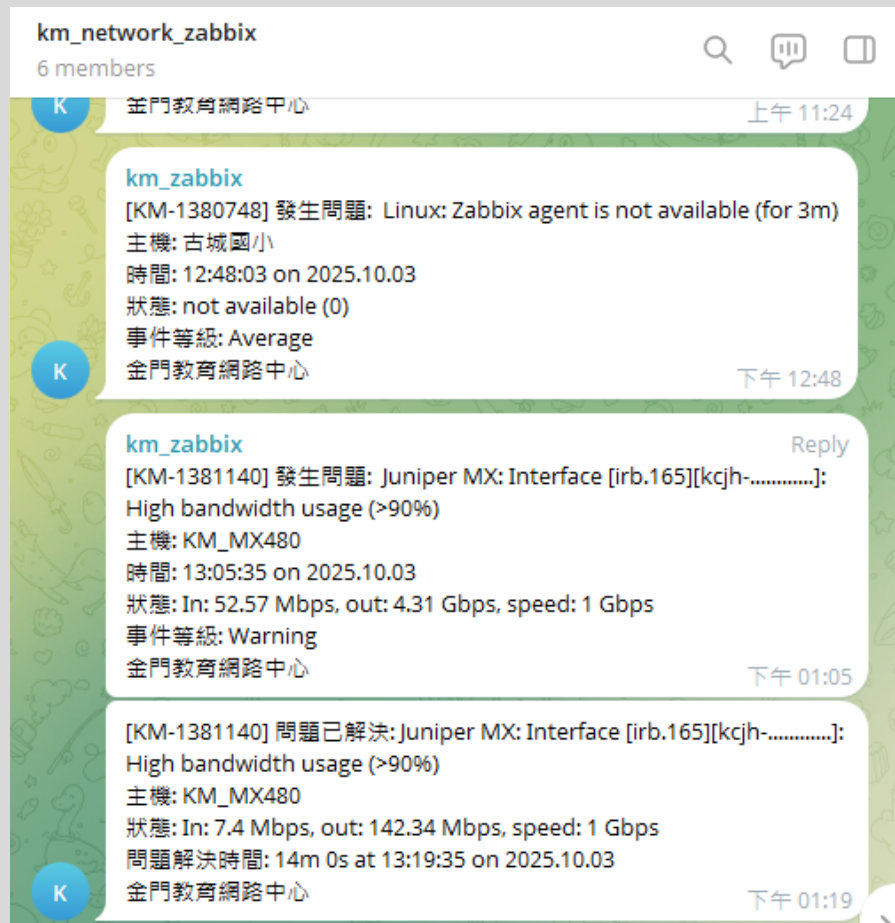 km_network_zabbix
6 members
K
金門教育網路中心
上午 11:24
km_zabbix
[KM-1380748] 發生問題: Linux: Zabbix agent is not available (for 3m)
主機: 古城國小
時間: 12:48:03 on 2025.10.03
狀態: not available (0)
事件等級: Average
K
金門教育網路中心
下午 12:48
km_zabbix
Reply
[KM-1381140] 發生問題: Juniper MX: Interface [irb.165][kcjh-............]:
High bandwidth usage (>90%)
主機: KM_MX480
時間: 13:05:35 on 2025.10.03
狀態: In: 52.57 Mbps, out: 4.31 Gbps, speed: 1 Gbps
事件等級: Warning
金門教育網路中心
下午 01:05
[KM-1381140] 問題已解決: Juniper MX: Interface [irb.165][kcjh-............]:
High bandwidth usage (>90%)
主機: KM_MX480
狀態: In: 7.4 Mbps, out: 142.34 Mbps, speed: 1 Gbps
問題解決時間: 14m 0s at 13:19:35 on 2025.10.03
K
金門教育網路中心
下午 01:19